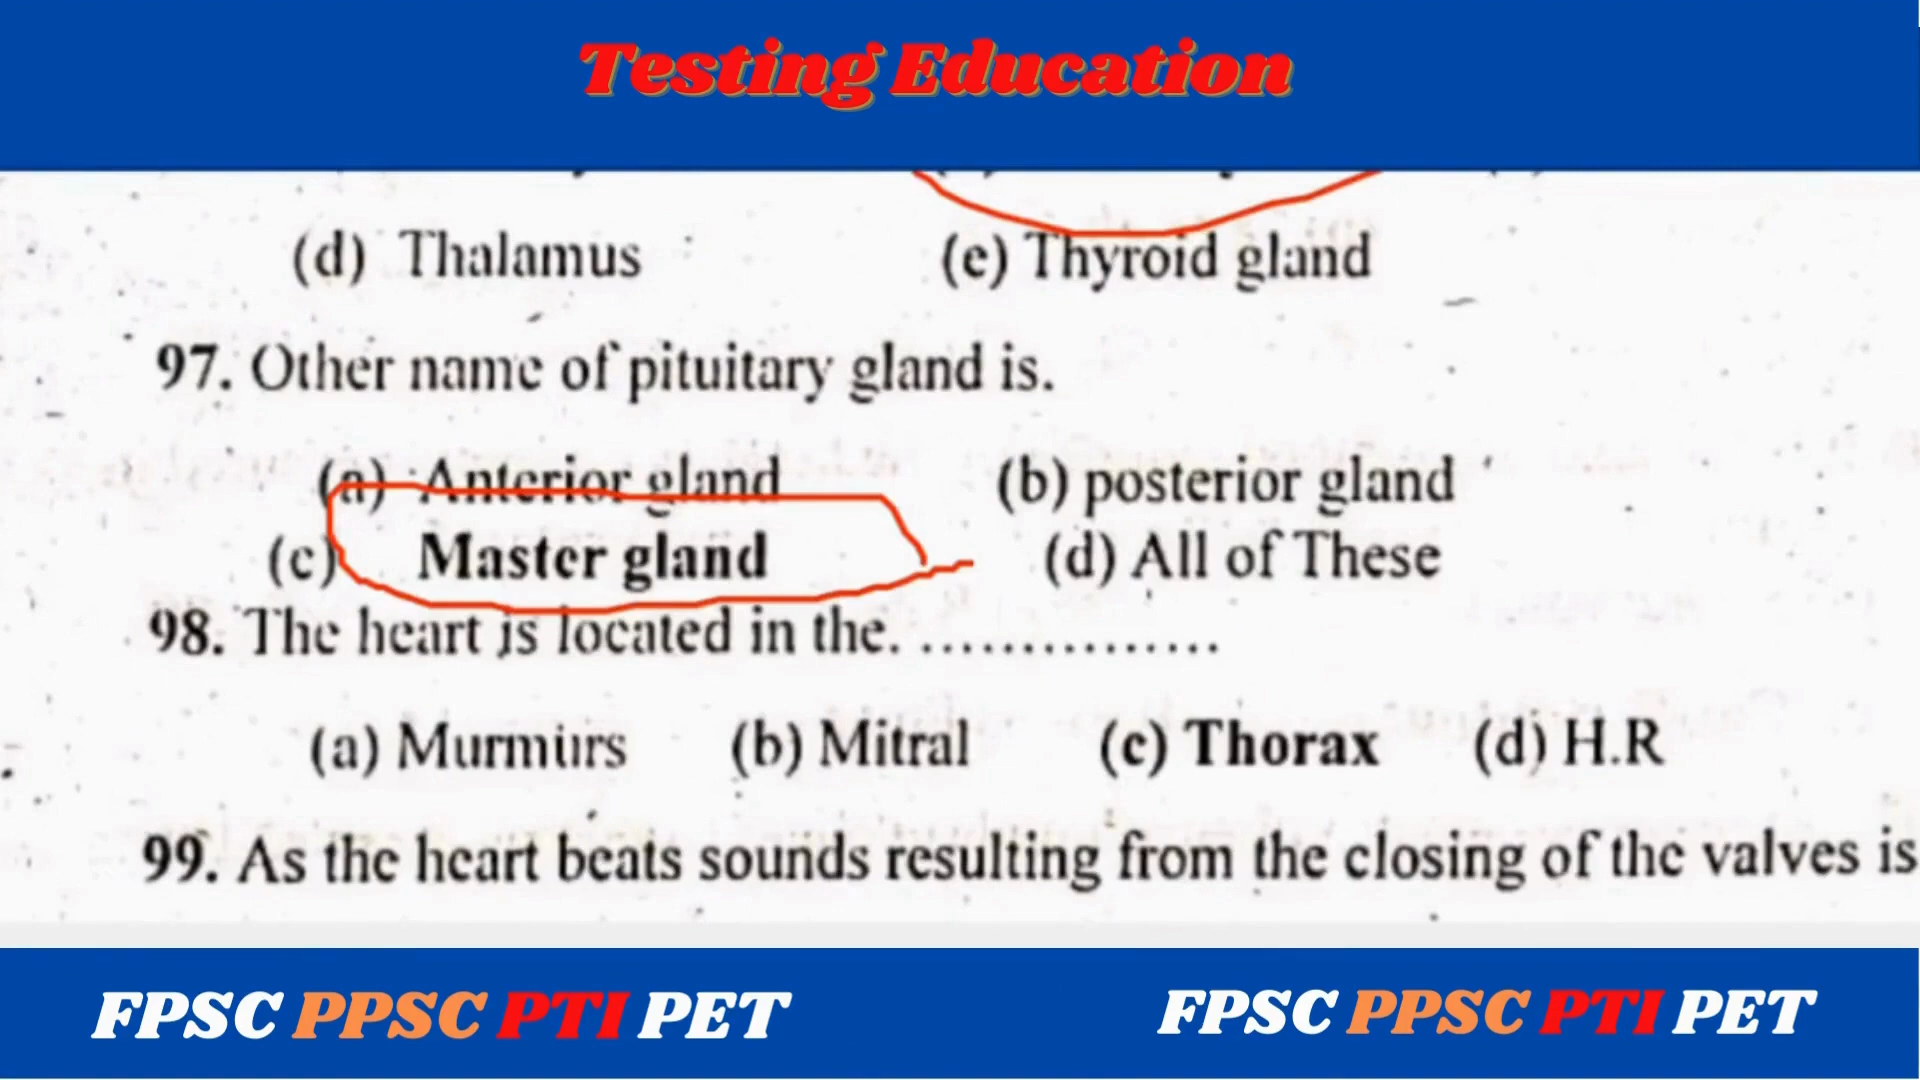 Testing Education
(d) Thalamus (e) Thyroid gland
97. Other name of pituitary gland is.
(a) Anterior gland (b) posterior gland
(c) Master gland (d) All of These
98. The heart is located in the. ...............
(a) Murmurs (b) Mitral (c) Thorax (d) H.R
99. As the heart beats sounds resulting from the closing of the valves is
FPSC PPSC PTI PET FPSC PPSC PTI PET